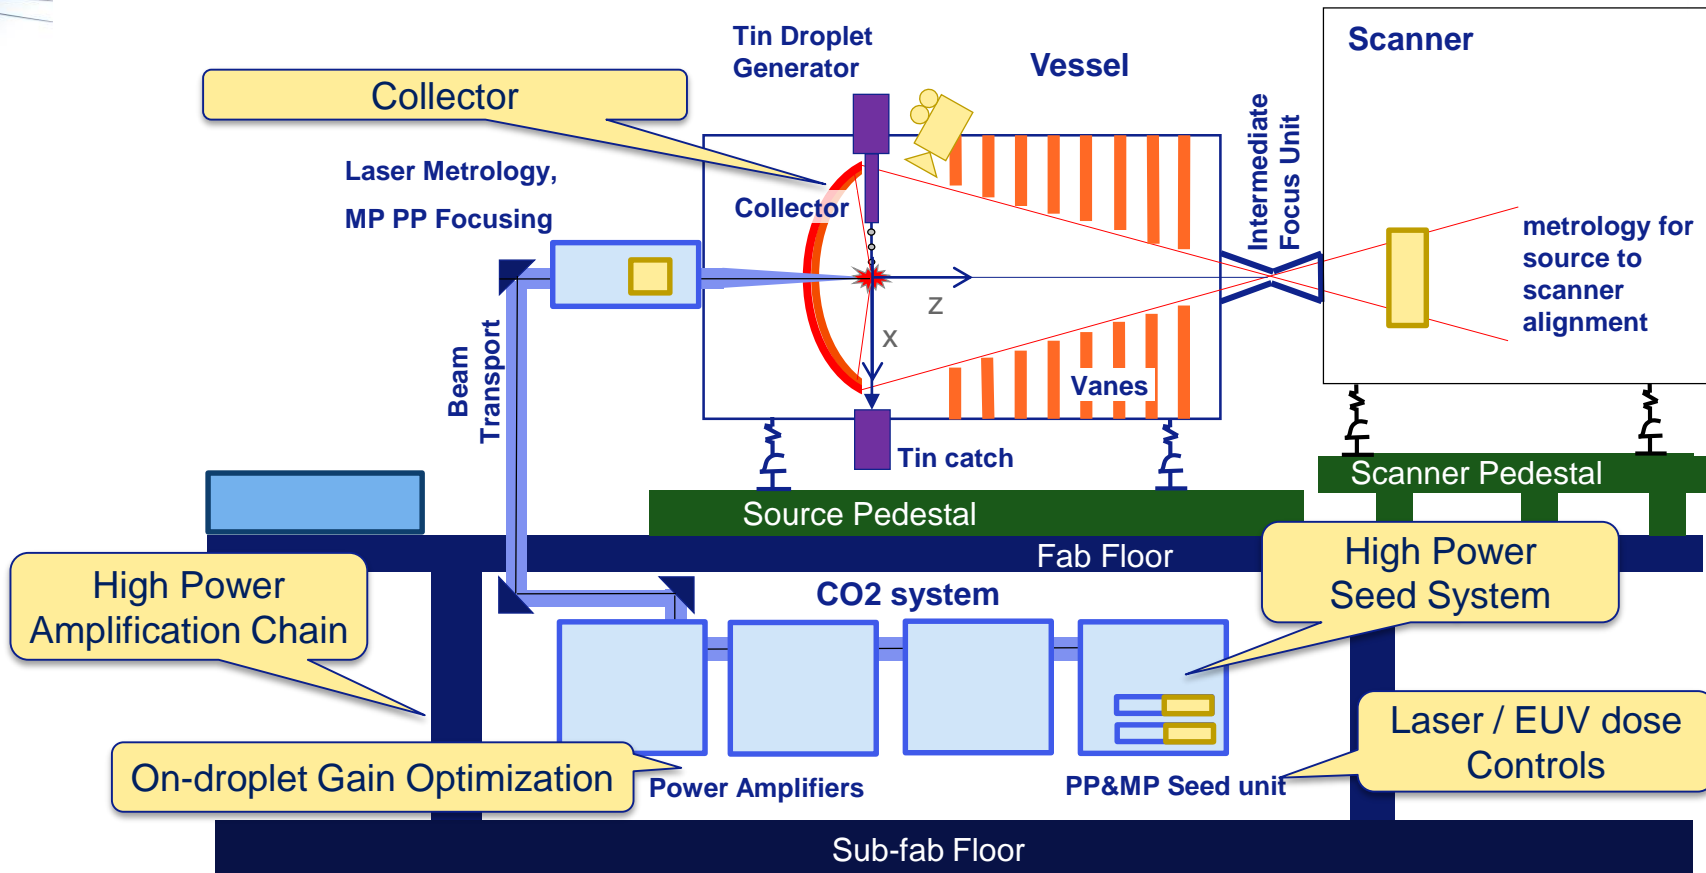 Tin Droplet
Generator
Vessel
Scanner
Collector
Laser Metrology,
MP PP Focusing
Collector
Intermediate
Focus Unit
metrology for
source to
scanner
alignment
z
x
Beam
Transport
Vanes
Tin catch
Scanner Pedestal
Source Pedestal
Fab Floor
High Power
Amplification Chain
CO2 system
High Power
Seed System
On-droplet Gain Optimization
Power Amplifiers
PP&MP Seed unit
Laser / EUV dose
Controls
Sub-fab Floor